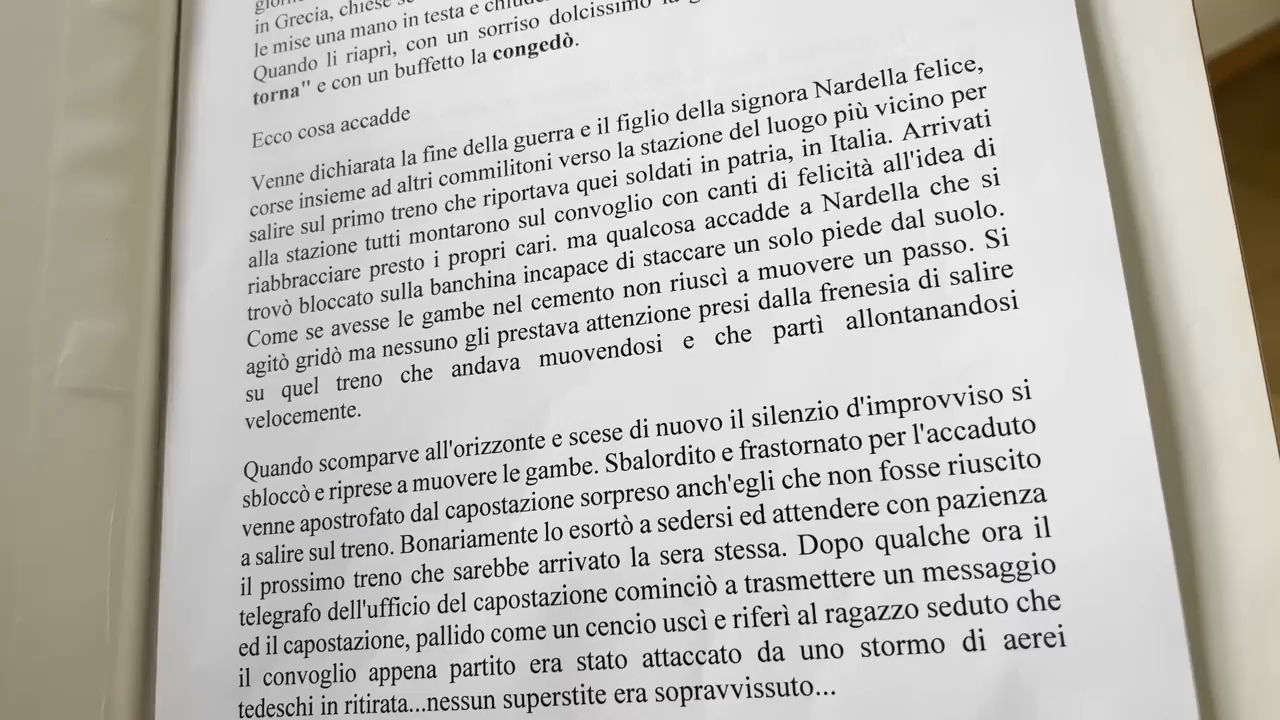 in Grecia, chiese
le mise una mano in testa e
Quando li riaprì, con un sorriso dolcissimo la
torna" e con un buffetto la congedò.
Ecco cosa accadde
Venne dichiarata la fine della guerra e il figlio della signora Nardella felice,
corse insieme ad altri commilitoni verso la stazione del luogo più vicino per
salire sul primo treno che riportava quei soldati in patria, in Italia. Arrivati
alla stazione tutti montarono sul convoglio con canti di felicità all'idea di
riabbracciare presto i propri cari. ma qualcosa accadde a Nardella che si
trovò bloccato sulla banchina incapace di staccare un solo piede dal suolo.
Come se avesse le gambe nel cemento non riuscì a muovere un passo. Si
agitò gridò ma nessuno gli prestava attenzione presi dalla frenesia di salire
su quel treno che andava muovendosi e che partì allontanandosi
velocemente.
Quando scomparve all'orizzonte e scese di nuovo il silenzio d'improvviso si
sbloccò e riprese a muovere le gambe. Sbalordito e frastornato per l'accaduto
venne apostrofato dal capostazione sorpreso anch'egli che non fosse riuscito
a salire sul treno. Bonariamente lo esortò a sedersi ed attendere con pazienza
il prossimo treno che sarebbe arrivato la sera stessa. Dopo qualche ora il
telegrafo dell'ufficio del capostazione cominciò a trasmettere un messaggio
ed il capostazione, pallido come un cencio uscì e riferì al ragazzo seduto che
il convoglio appena partito era stato attaccato da uno stormo di aerei
tedeschi in ritirata...nessun superstite era sopravvissuto...